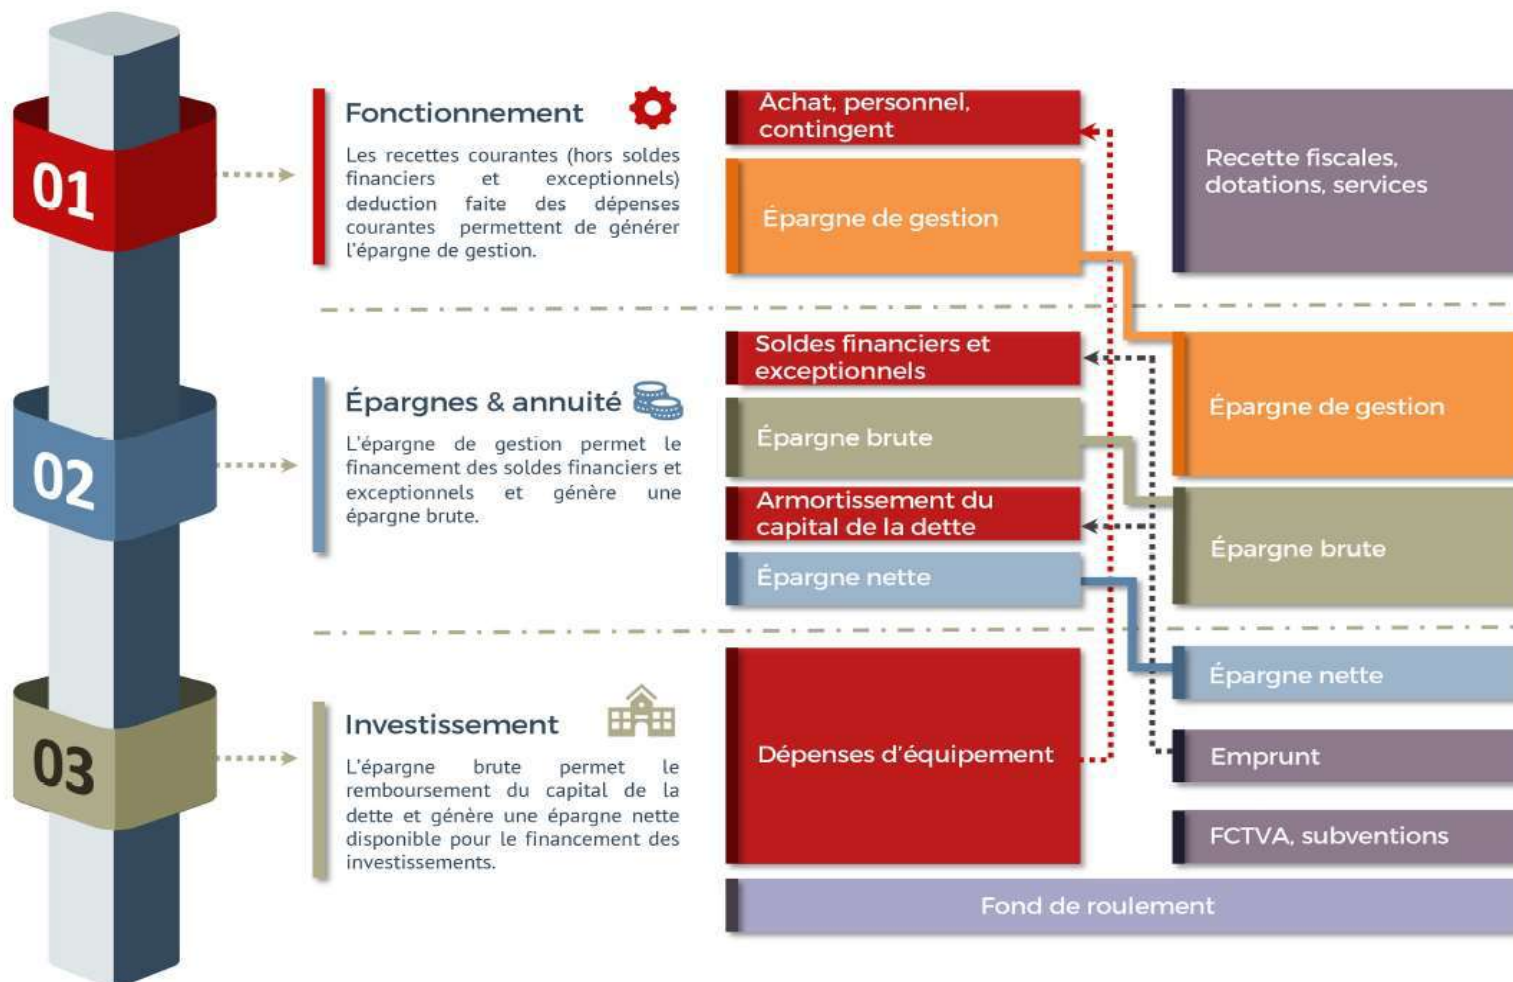 01
Fonctionnement
Les recettes courantes (hors soldes
financiers et exceptionnels)
deduction faite des dépenses
courantes permettent de générer
l'épargne de gestion.
Achat, personnel,
contingent
Épargne de gestion
Recette fiscales,
dotations, services
02
Épargnes & annuité
L'épargne de gestion permet le
financement des soldes financiers et
exceptionnels et génère une
épargne brute.
Soldes financiers et
exceptionnels
Épargne brute
Armortissement du
capital de la dette
Épargne nette
Épargne de gestion
Épargne brute
03
Investissement
L'épargne brute permet le
remboursement du capital de la
dette et génère une épargne nette
disponible pour le financement des
investissements.
Dépenses d'équipement
Épargne nette
Emprunt
FCTVA, subventions
Fond de roulement